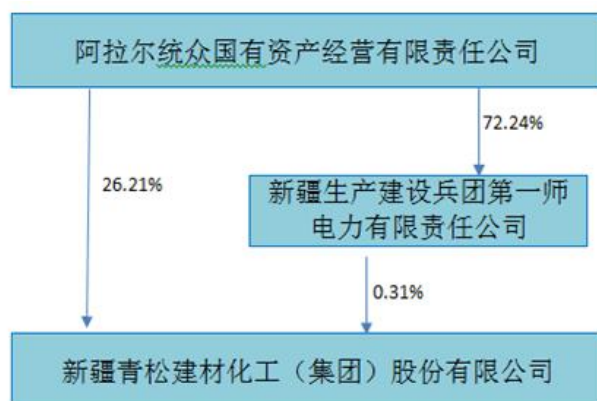 阿拉尔统众国有资产经营有限责任公司
72.24%
26.21%
新疆生产建设兵团第一师
电力有限责任公司
0.31%
新疆青松建材化工（集团）股份有限公司